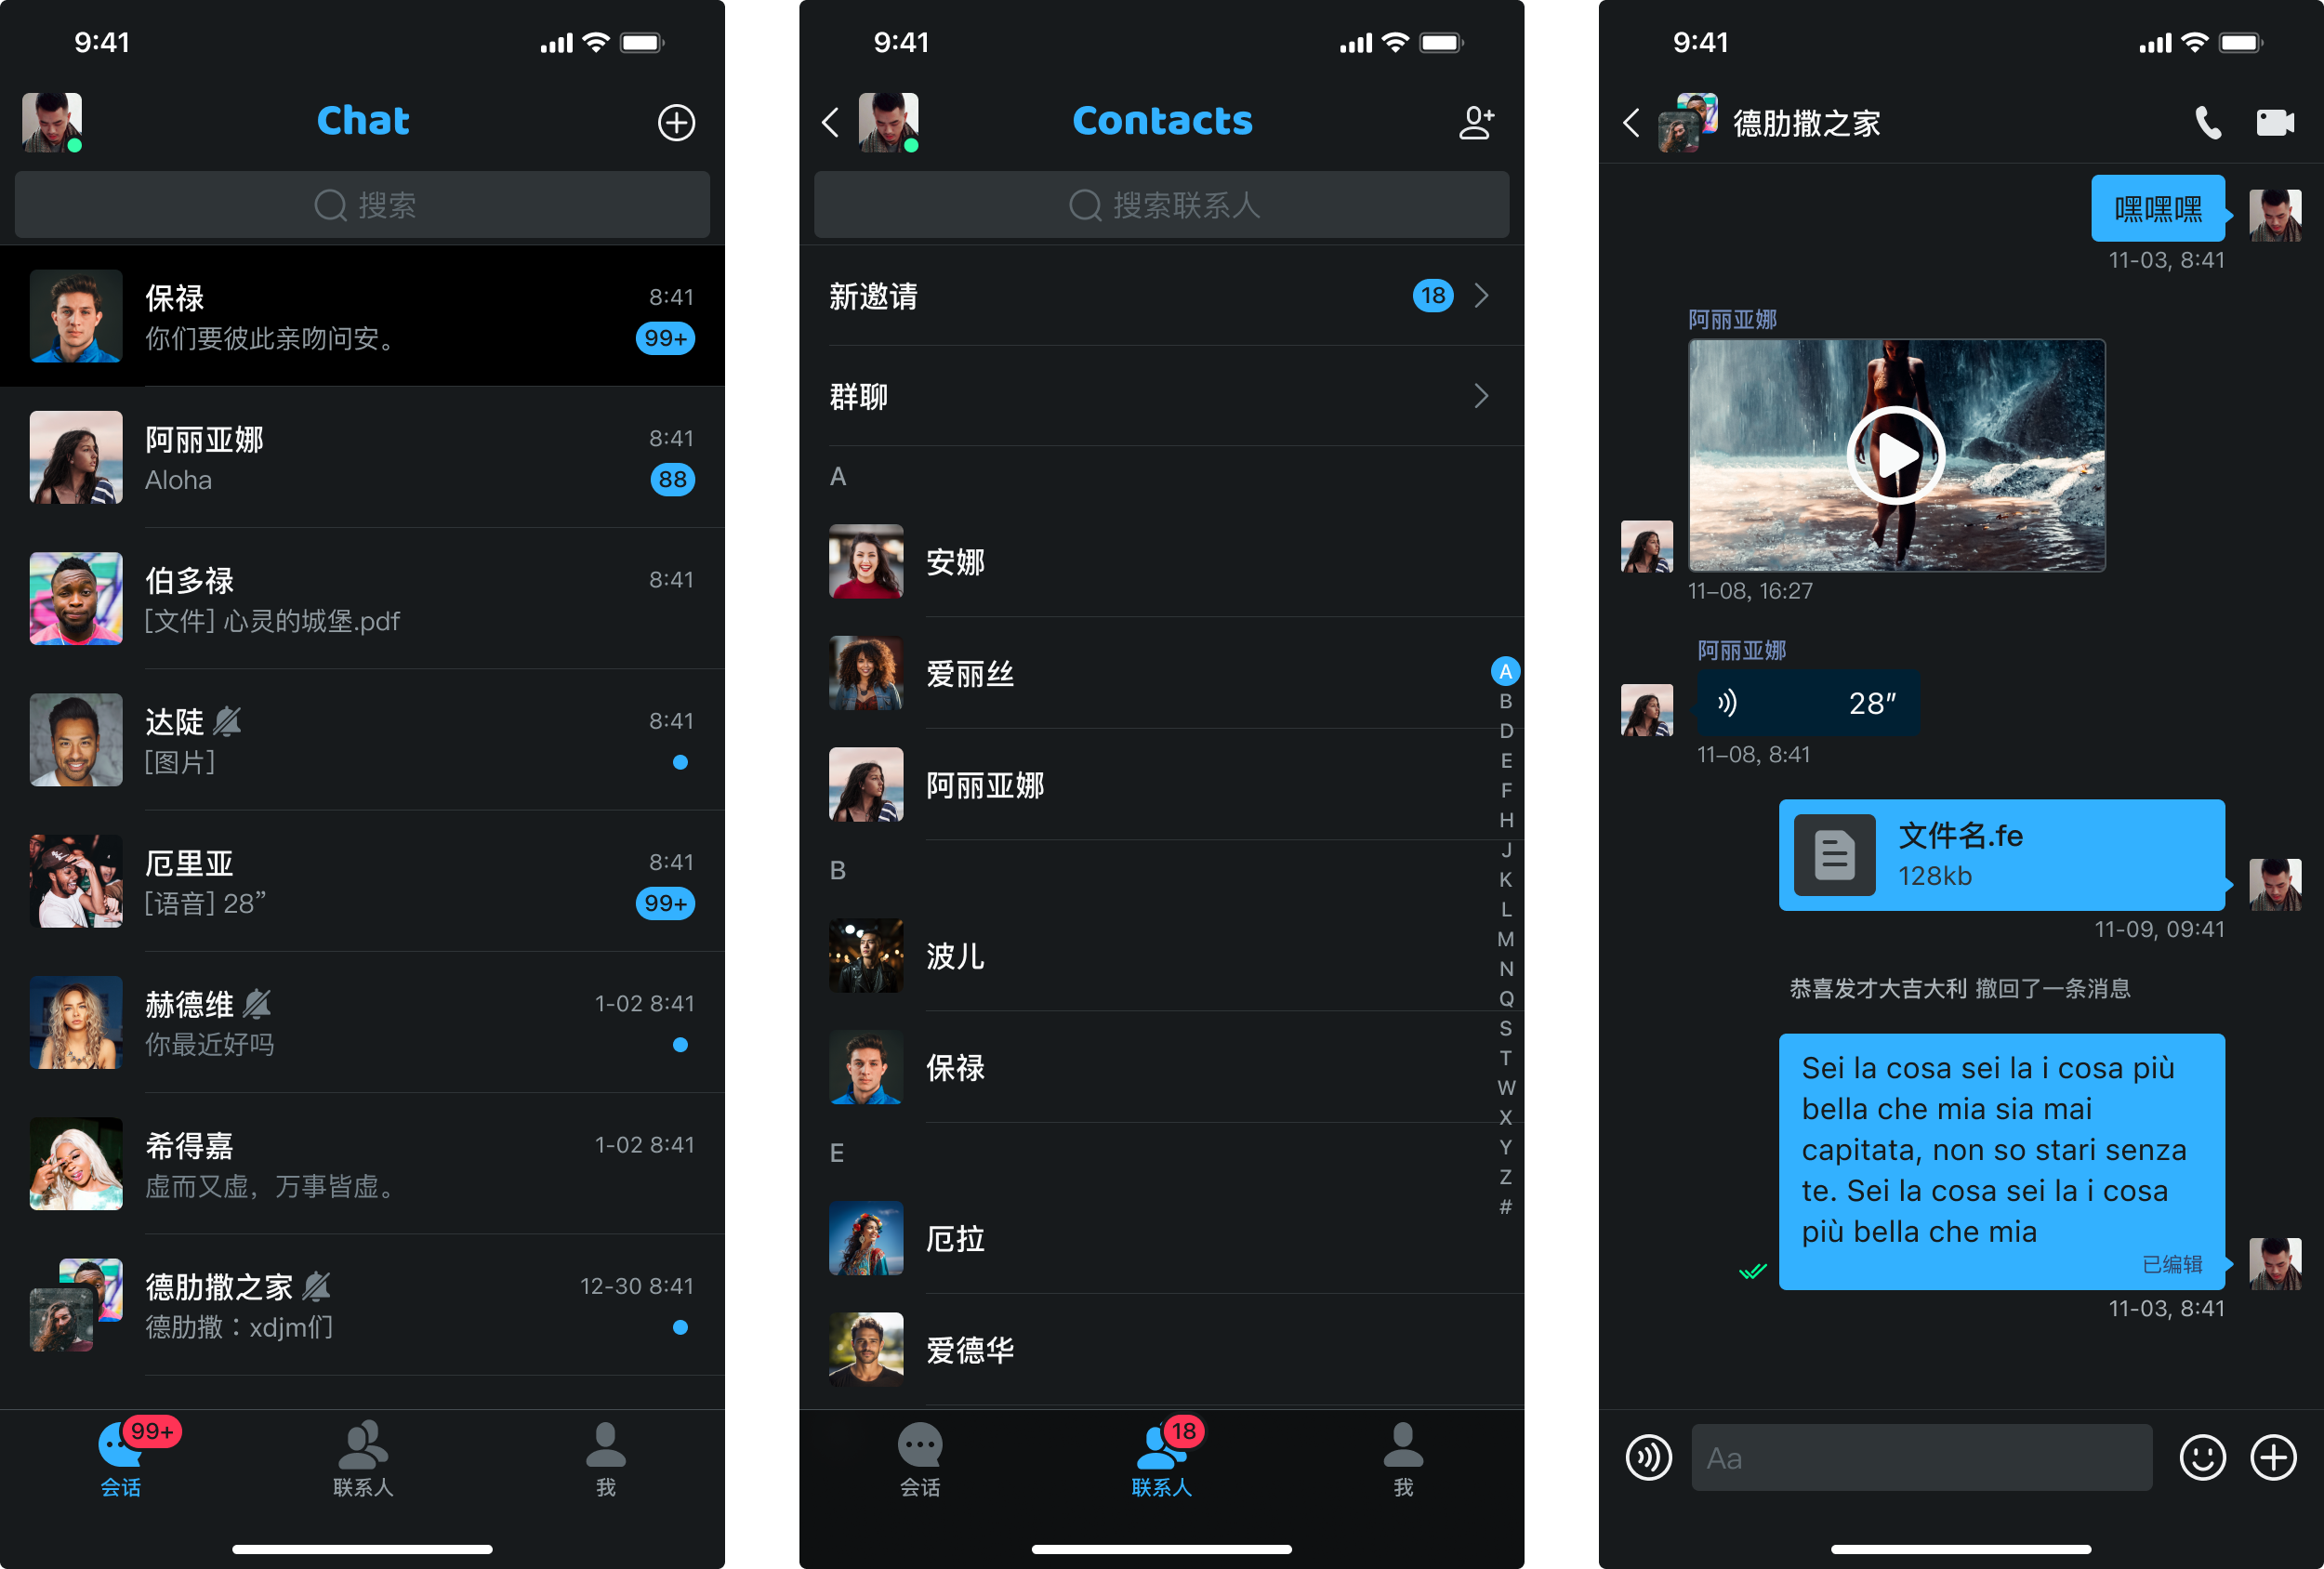 9:41
Chat
搜索
保禄
8:41
你们要彼此亲吻问安。
99+
阿丽亚娜
8:41
Aloha
88
伯多禄
8:41
[文件] 心灵的城堡.pdf
达陡
8:41
[图片]
厄里亚
8:41
[语音] 28”
99+
赫德维
1-02 8:41
你最近好吗
希得嘉
1-02 8:41
虚而又虚，万事皆虚。
德肋撒之家
12-30 8:41
德肋撒：xdjm们
99+
会话
联系人
我
9:41
Contacts
搜索联系人
新邀请
18
群聊
A
安娜
爱丽丝
阿丽亚娜
B
波儿
保禄
E
厄拉
爱德华
A
B
D
E
F
H
J
K
L
M
N
Q
S
T
W
X
Y
Z
#
18
会话
联系人
我
9:41
德肋撒之家
嘿嘿嘿
11-03, 8:41
阿丽亚娜
11–08, 16:27
阿丽亚娜
28”
11–08, 8:41
文件名.fe
128kb
11-09, 09:41
恭喜发才大吉大利 撤回了一条消息
Sei la cosa sei la i cosa più
bella che mia sia mai
capitata, non so stari senza
te. Sei la cosa sei la i cosa
più bella che mia
已编辑
11-03, 8:41
Aa